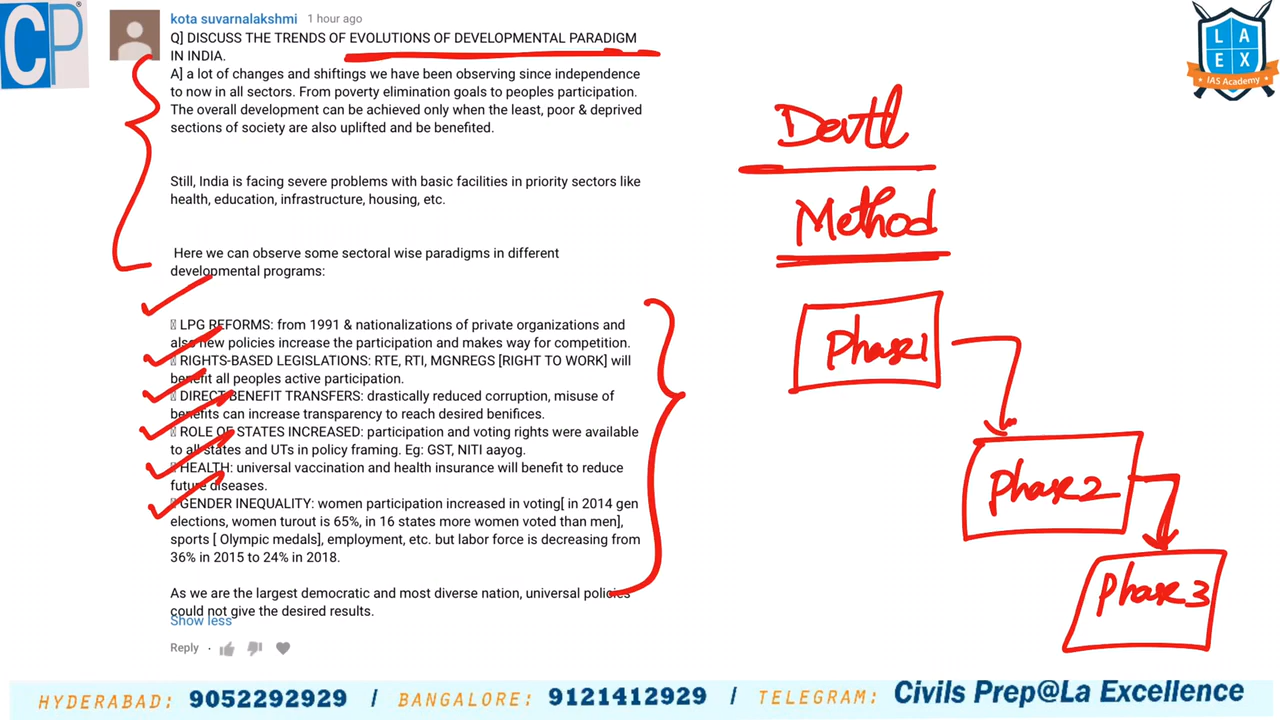 CP
kota suvarnalakshmi 1 hour ago
Q] DISCUSS THE TRENDS OF EVOLUTIONS OF DEVELOPMENTAL PARADIGM
IN INDIA.
A] a lot of changes and shiftings we have been observing since independence
to now in all sectors. From poverty elimination goals to peoples participation.
The overall development can be achieved only when the least, poor & deprived
sections of society are also uplifted and be benefited.
Still, India is facing severe problems with basic facilities in priority sectors like
health, education, infrastructure, housing, etc.
Here we can observe some sectoral wise paradigms in different
developmental programs:
LPG REFORMS: from 1991 & nationalizations of private organizations and
also new policies increase the participation and makes way for competition.
RIGHTS-BASED LEGISLATIONS: RTE, RTI, MGNREGS [RIGHT TO WORK] will
benefit all peoples active participation.
DIRECT BENEFIT TRANSFERS: drastically reduced corruption, misuse of
benefits can increase transparency to reach desired benifices.
ROLE OF STATES INCREASED: participation and voting rights were available
to all states and UTs in policy framing. Eg: GST, NITI aayog.
HEALTH: universal vaccination and health insurance will benefit to reduce
future diseases.
GENDER INEQUALITY: women participation increased in voting[ in 2014 gen
elections, women turout is 65%, in 16 states more women voted than men],
sports [ Olympic medals], employment, etc. but labor force is decreasing from
36% in 2015 to 24% in 2018.
As we are the largest democratic and most diverse nation, universal policies
could not give the desired results.
Show less
Reply
Devtl
Method
Phase1
Phase2
Phase3
L A
E X
IAS Academy
HYDERABAD: 9052292929 / BANGALORE: 9121412929 / TELEGRAM: Civils Prep@La Excellence